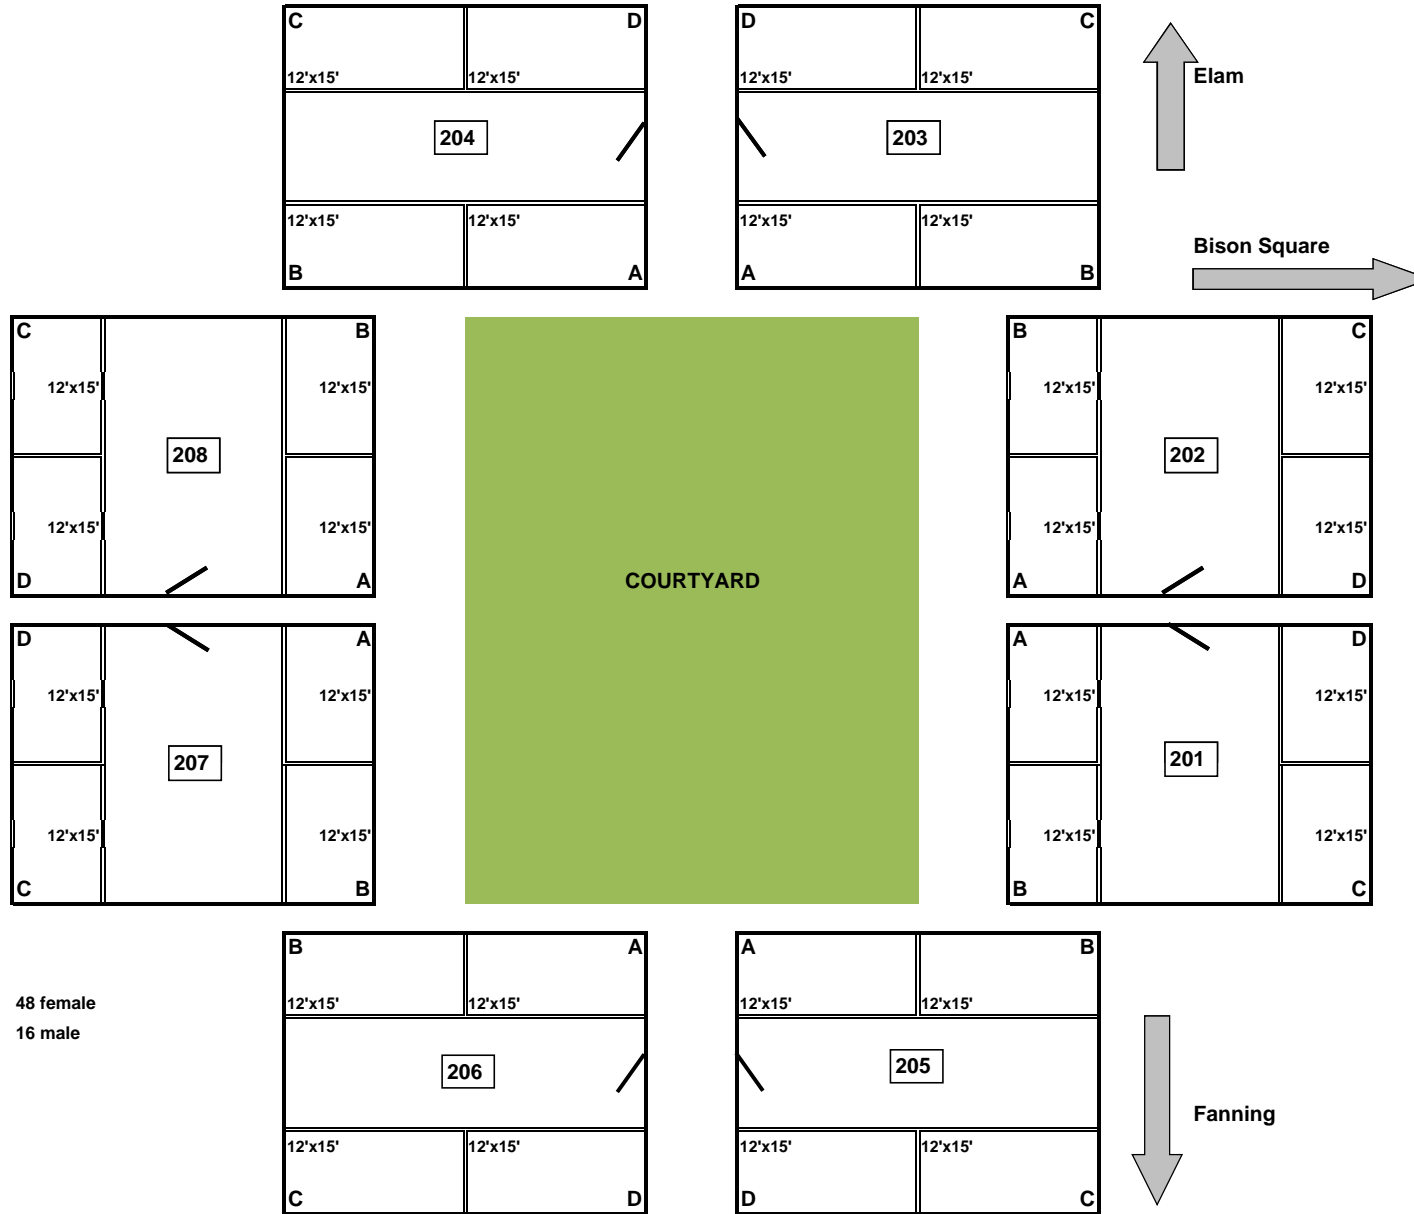 C D D C
12'x15' 12'x15' 12'x15' 12'x15'
Elam
204 203
12'x15' 12'x15' 12'x15' 12'x15'
B A A B
Bison Square
C B B C
12'x15' 12'x15' 12'x15' 12'x15'
208 202
12'x15' 12'x15' 12'x15' 12'x15'
D A COURTYARD A D
D A A D
12'x15' 12'x15' 12'x15' 12'x15'
207 201
12'x15' 12'x15' 12'x15' 12'x15'
C B B C
B A A B
48 female 12'x15' 12'x15' 12'x15' 12'x15'
16 male
206 205
Fanning
12'x15' 12'x15' 12'x15' 12'x15'
C D D C